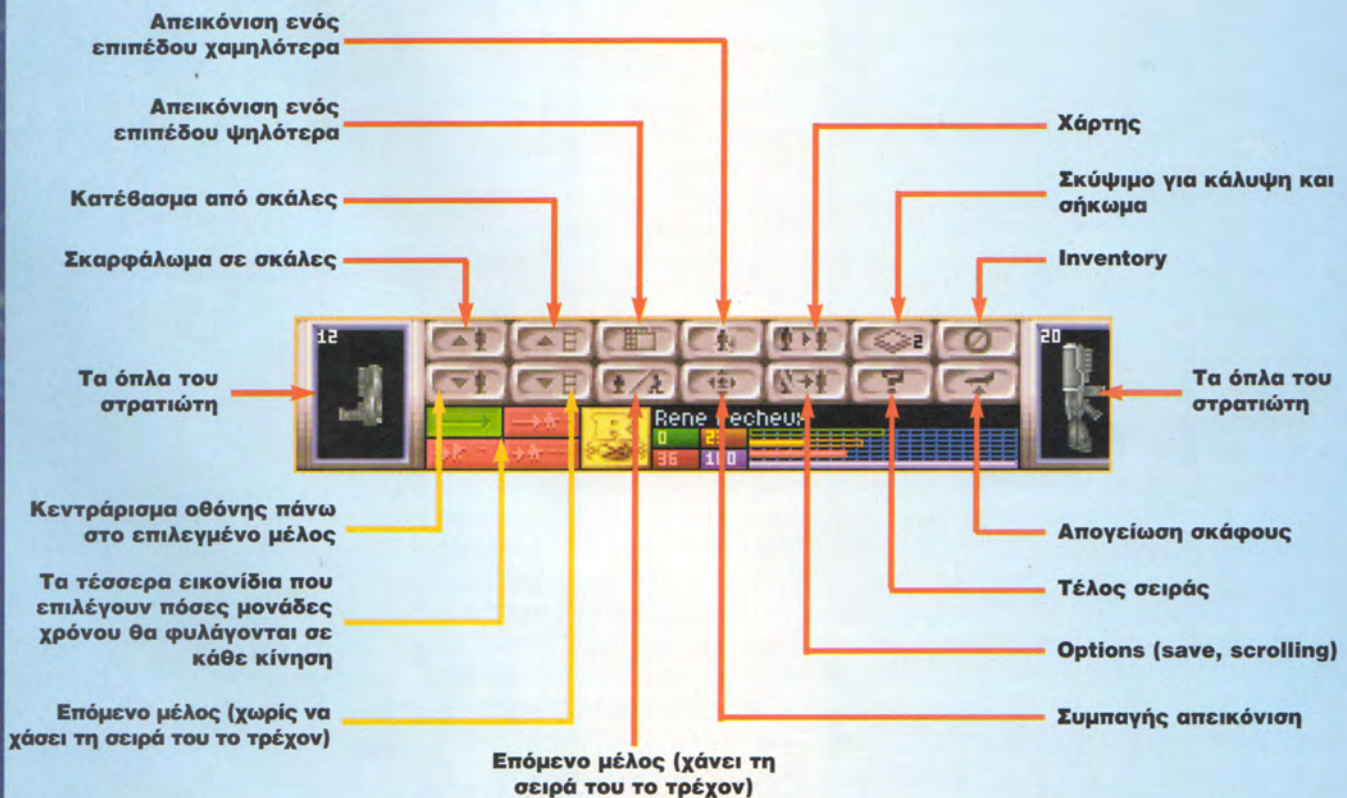 Απεικόνιση ενός
επιπέδου χαμηλότερα
Απεικόνιση ενός
επιπέδου ψηλότερα
Κατέβασμα από σκάλες
Σκαρφάλωμα σε σκάλες
Χάρτης
Σκύψιμο για κάλυψη και
σήκωμα
Inventory
Τα όπλα του
στρατιώτη
12
2
20
Rene
0
36
Τα όπλα του
στρατιώτη
Κεντράρισμα οθόνης πάνω
στο επιλεγμένο μέλος
Τα τέσσερα εικονίδια που
επιλέγουν πόσες μονάδες
χρόνου θα φυλάγονται σε
κάθε κίνηση
Επόμενο μέλος (χωρίς να
χάσει τη σειρά του το τρέχον)
Επόμενο μέλος (χάνει τη
σειρά του το τρέχον)
Απογείωση σκάφους
Τέλος σειράς
Options (save, scrolling)
Συμπαγής απεικόνιση